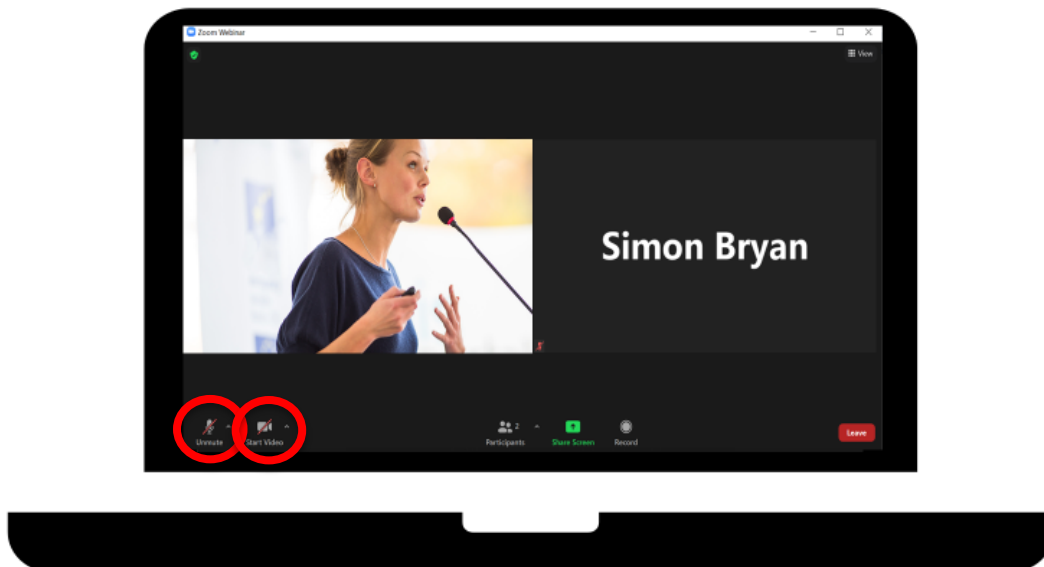 Zoom Webinar
View
Simon Bryan
Unmute
Start Video
2
Participants
Share Screen
Record
Leave